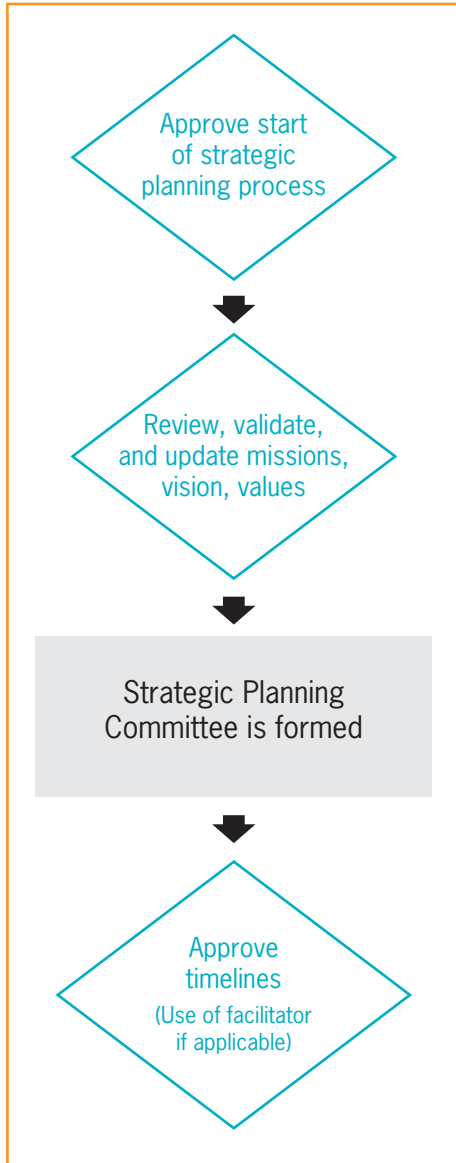 Approve start
of strategic
planning process
Review, validate,
and update missions,
vision, values
Strategic Planning
Committee is formed
Approve
timelines
(Use of facilitator
if applicable)